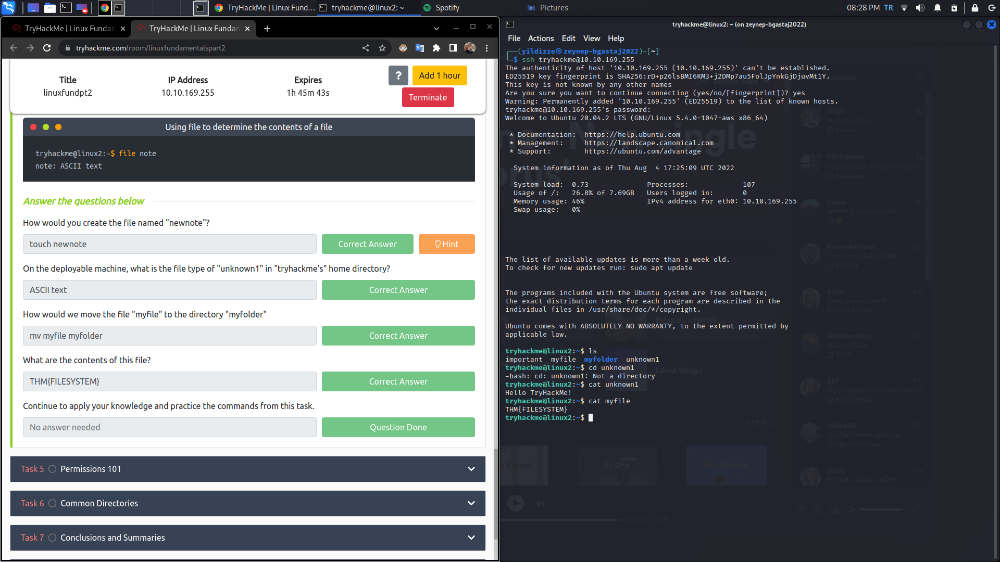 TryHackMe | Linux Fund...
tryhackme@linux2: ~
Spotify
Pictures
08:28 PM TR
TryHackMe | Linux Fundam
TryHackMe | Linux Fundam
tryhackme.com/room/linuxfundamentalspart2
Title
linuxfundpt2
IP Address
10.10.169.255
Expires
1h 45m 43s
?
Add 1 hour
Terminate
Using file to determine the contents of a file
tryhackme@linux2:~$ file note
note: ASCII text
Answer the questions below
How would you create the file named "newnote"?
touch newnote
Correct Answer
Hint
On the deployable machine, what is the file type of "unknown1" in "tryhackme's" home directory?
ASCII text
Correct Answer
How would we move the file "myfile" to the directory "myfolder"
mv myfile myfolder
Correct Answer
What are the contents of this file?
THM{FILESYSTEM}
Correct Answer
Continue to apply your knowledge and practice the commands from this task.
No answer needed
Question Done
Task 5 Permissions 101
Task 6 Common Directories
Task 7 Conclusions and Summaries
tryhackme@linux2: ~ (on zeynep-bgastaj2022)
File Actions Edit View Help
(yildizze㉿zeynep-bgastaj2022)-[~]
$ ssh tryhackme@10.10.169.255
The authenticity of host '10.10.169.255 (10.10.169.255)' can't be established.
ED25519 key fingerprint is SHA256:rD+p26lsBMI6KM3+j2DMp7au5FolJpYnkGjDjuvMt1Y.
This key is not known by any other names
Are you sure you want to continue connecting (yes/no/[fingerprint])? yes
Warning: Permanently added '10.10.169.255' (ED25519) to the list of known hosts.
tryhackme@10.10.169.255's password:
Welcome to Ubuntu 20.04.2 LTS (GNU/Linux 5.4.0-1047-aws x86_64)
* Documentation: https://help.ubuntu.com
* Management: https://landscape.canonical.com
* Support: https://ubuntu.com/advantage
System information as of Thu Aug 4 17:25:09 UTC 2022
System load: 0.73 Processes: 107
Usage of /: 26.8% of 7.69GB Users logged in: 0
Memory usage: 46% IPv4 address for eth0: 10.10.169.255
Swap usage: 0%
The list of available updates is more than a week old.
To check for new updates run: sudo apt update
The programs included with the Ubuntu system are free software;
the exact distribution terms for each program are described in the
individual files in /usr/share/doc/*/copyright.
Ubuntu comes with ABSOLUTELY NO WARRANTY, to the extent permitted by
applicable law.
tryhackme@linux2:~$ ls
important myfile myfolder unknown1
tryhackme@linux2:~$ cd unknown1
-bash: cd: unknown1: Not a directory
tryhackme@linux2:~$ cat unknown1
Hello TryHackMe!
tryhackme@linux2:~$ cat myfile
THM{FILESYSTEM}
tryhackme@linux2:~$
Liked Songs
SEE ALL
Ev Ofis